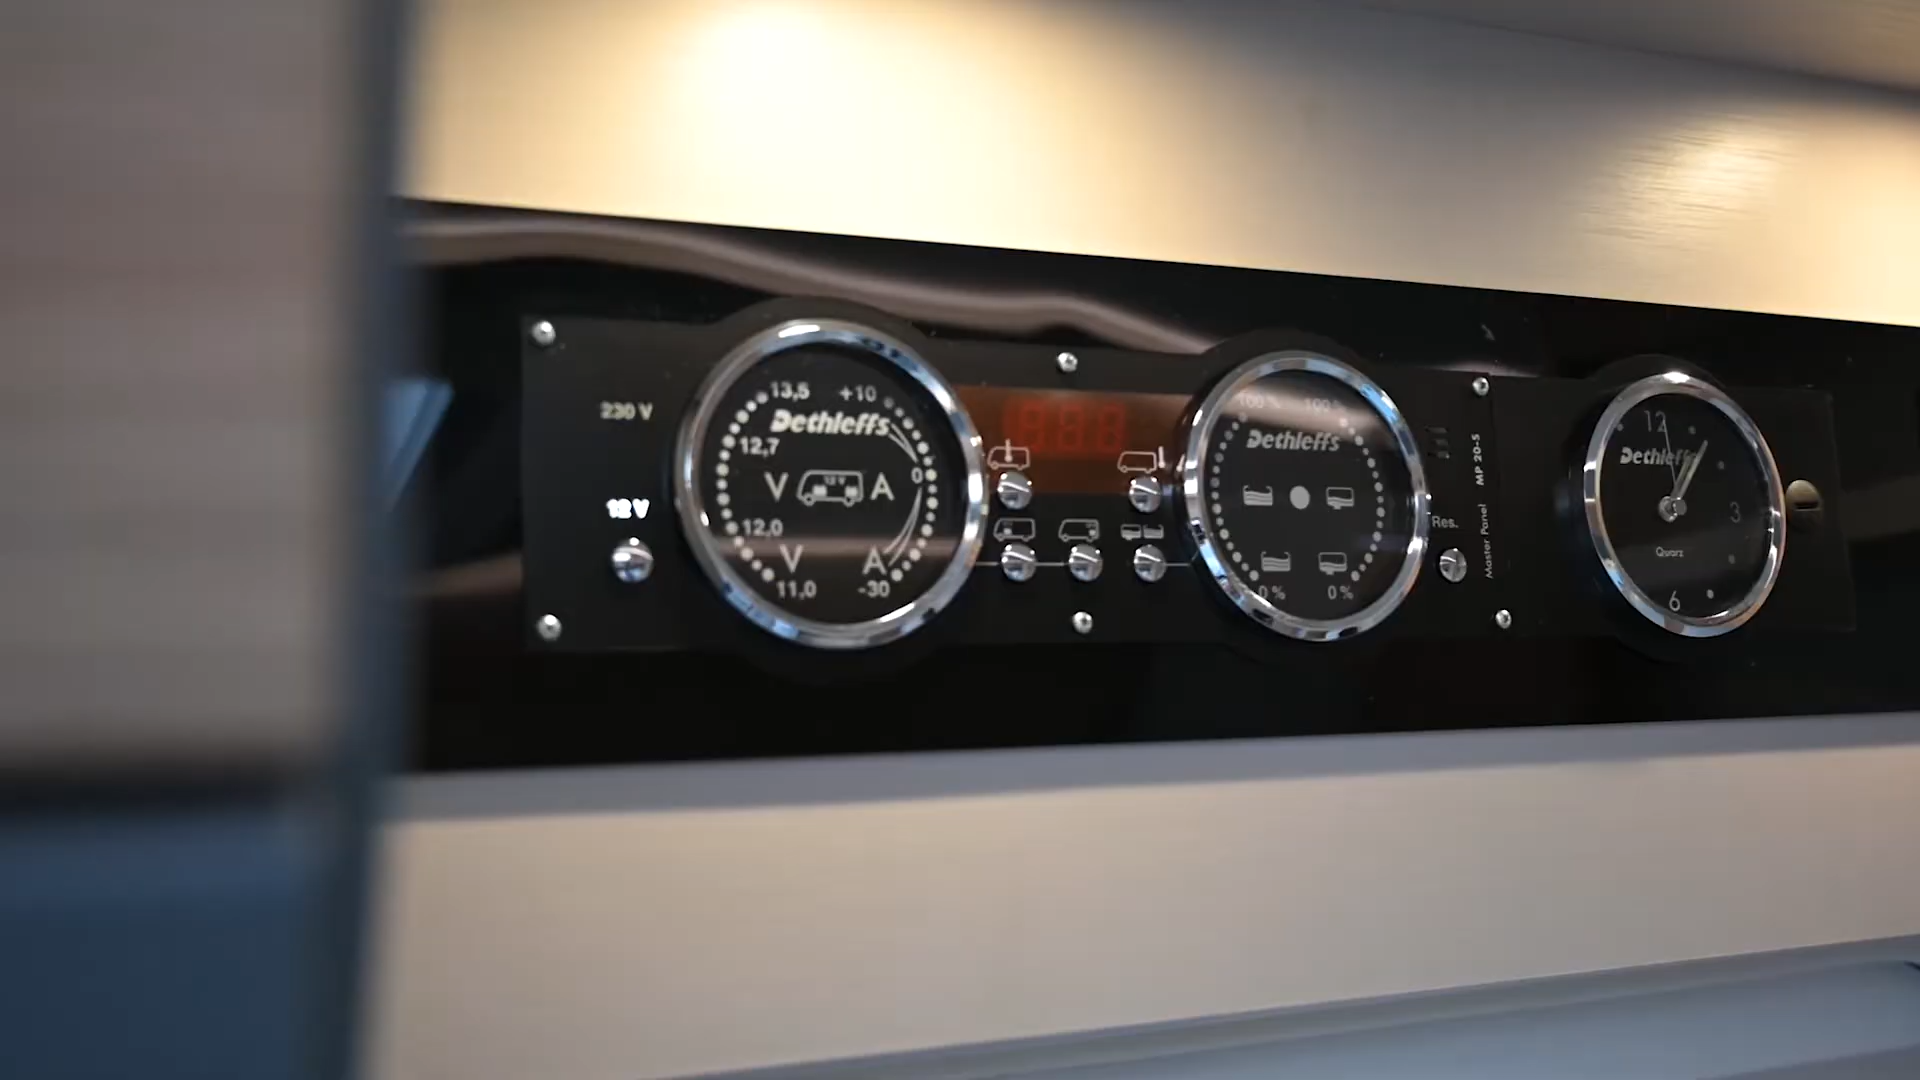 230 V
12 V
13,5
+10
Dethleffs
12,7
0
V
12 V
A
12,0
V
A
11,0
-30
100 %
100 %
Dethleffs
0 %
0 %
Res.
Master Panel MP 20-5
12
Dethleffs
3
Quarz
6